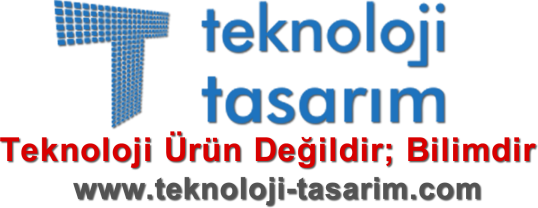 teknoloji
tasarım
Teknoloji Ürün Değildir; Bilimdir
www.teknoloji-tasarim.com